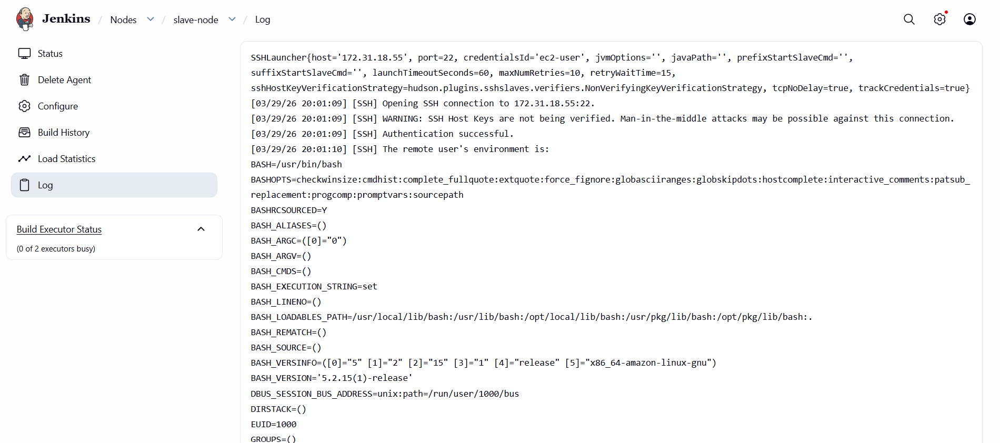 Jenkins / Nodes / slave-node / Log
Status
Delete Agent
Configure
Build History
Load Statistics
Log
Build Executor Status
(0 of 2 executors busy)
SSHLauncher{host='172.31.18.55', port=22, credentialsId='ec2-user', jvmOptions='', javaPath='', prefixStartSlaveCmd='',
suffixStartSlaveCmd='', launchTimeoutSeconds=60, maxNumRetries=10, retryWaitTime=15,
sshHostKeyVerificationStrategy=hudson.plugins.sshslaves.verifiers.NonVerifyingKeyVerificationStrategy, tcpNoDelay=true, trackCredentials=true}
[03/29/26 20:01:09] [SSH] Opening SSH connection to 172.31.18.55:22.
[03/29/26 20:01:09] [SSH] WARNING: SSH Host Keys are not being verified. Man-in-the-middle attacks may be possible against this connection.
[03/29/26 20:01:09] [SSH] Authentication successful.
[03/29/26 20:01:10] [SSH] The remote user's environment is:
BASH=/usr/bin/bash
BASHOPTS=checkwinsize:cmdhist:complete_fullquote:extquote:force_fignore:globasciiranges:globskipdots:hostcomplete:interactive_comments:patsub_
replacement:progcomp:promptvars:sourcepath
BASHRCSOURCED=Y
BASH_ALIASES=()
BASH_ARGC=([0]="0")
BASH_ARGV=()
BASH_CMDS=()
BASH_EXECUTION_STRING=set
BASH_LINENO=()
BASH_LOADABLES_PATH=/usr/local/lib/bash:/usr/lib/bash:/opt/local/lib/bash:/usr/pkg/lib/bash:/opt/pkg/lib/bash:.
BASH_REMATCH=()
BASH_SOURCE=()
BASH_VERSINFO=([0]="5" [1]="2" [2]="15" [3]="1" [4]="release" [5]="x86_64-amazon-linux-gnu")
BASH_VERSION='5.2.15(1)-release'
DBUS_SESSION_BUS_ADDRESS=unix:path=/run/user/1000/bus
DIRSTACK=()
EUID=1000
GROUPS=()